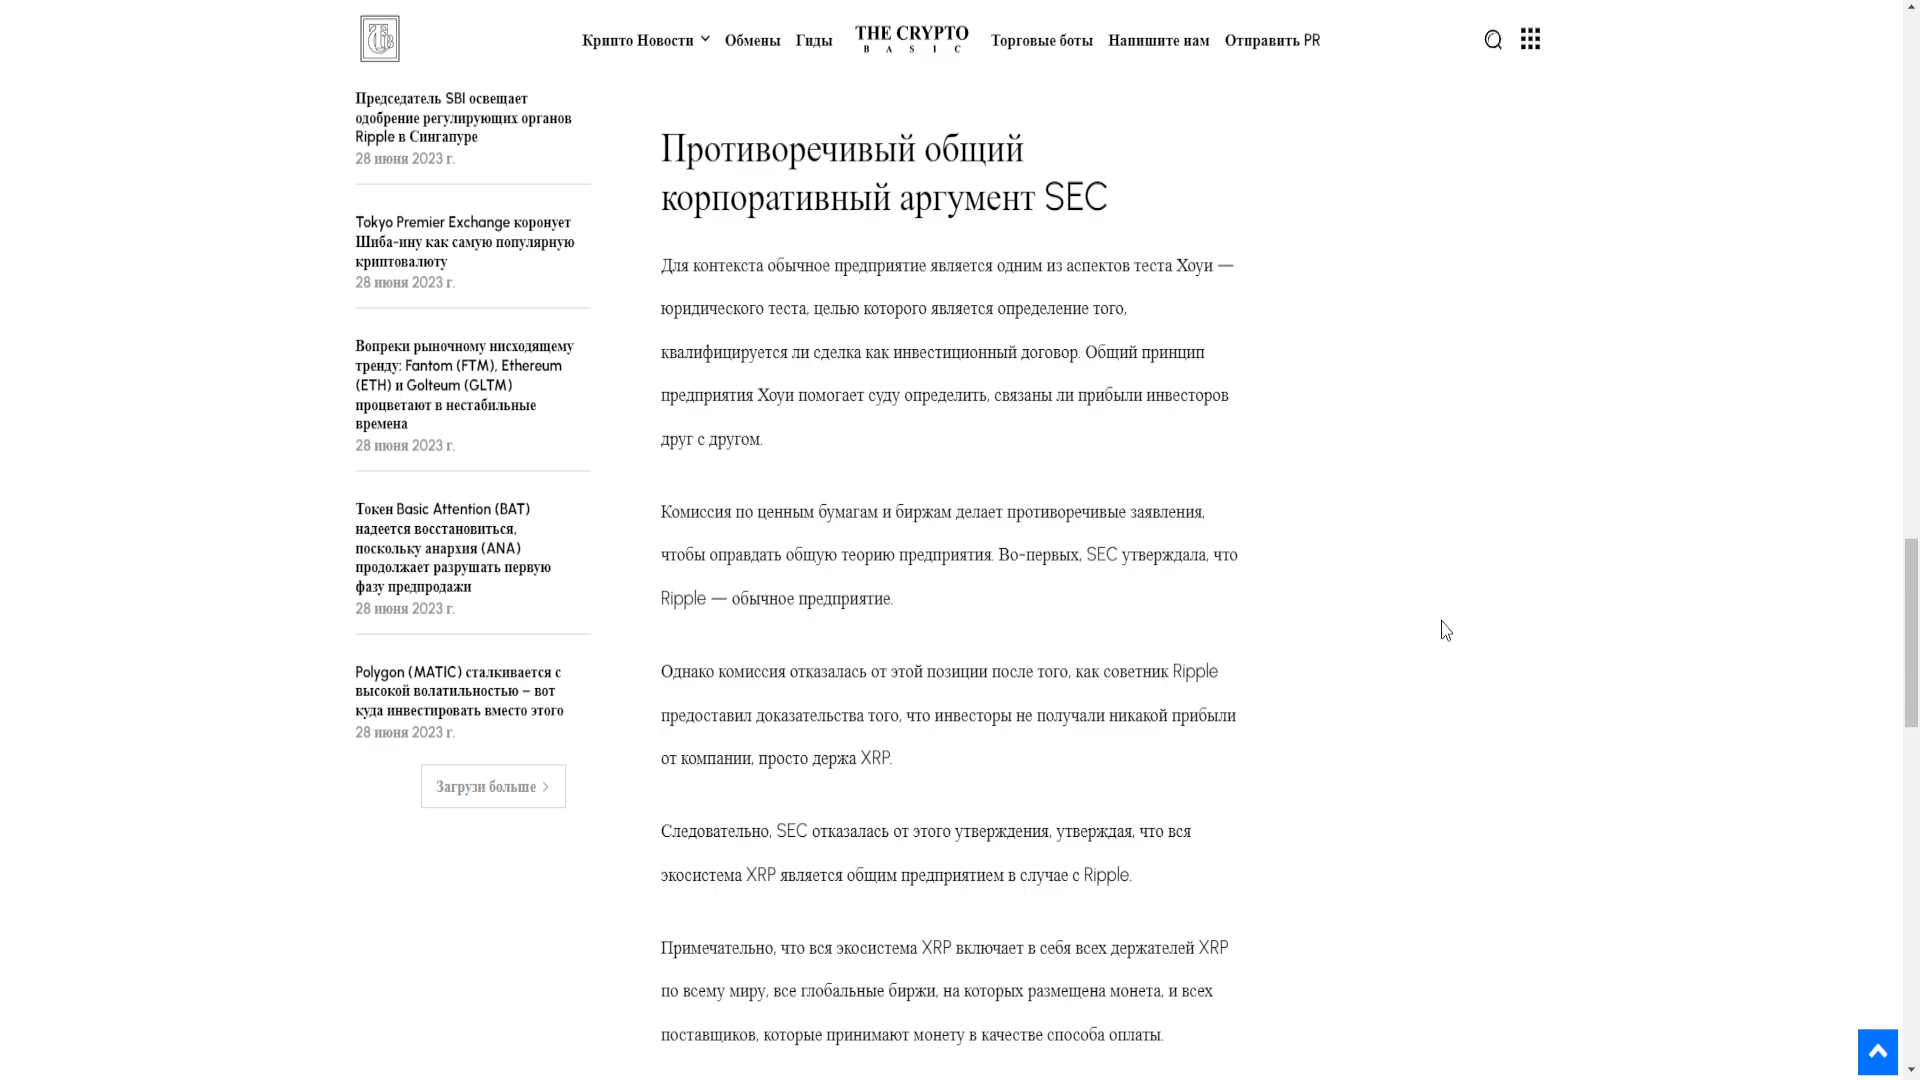 Крипто Новости
Обмены
Гиды
THE CRYPTO
BASIC
Торговые боты
Напишите нам
Отправить PR
Председатель SBI освещает
одобрение регулирующих органов
Ripple в Сингапуре
28 июня 2023 г.
Tokyo Premier Exchange коронует
Шиба-ину как самую популярную
криптовалюту
28 июня 2023 г.
Вопреки рыночному нисходящему
тренду: Fantom (FTM), Ethereum
(ETH) и Golteum (GLTM)
процветают в нестабильные
времена
28 июня 2023 г.
Токен Basic Attention (BAT)
надеется восстановиться,
поскольку анархия (ANA)
продолжает разрушать первую
фазу предпродажи
28 июня 2023 г.
Polygon (MATIC) сталкивается с
высокой волатильностью – вот
куда инвестировать вместо этого
28 июня 2023 г.
Загрузи больше
Противоречивый общий
корпоративный аргумент SEC
Для контекста обычное предприятие является одним из аспектов теста Хоуи —
юридического теста, целью которого является определение того,
квалифицируется ли сделка как инвестиционный договор. Общий принцип
предприятия Хоуи помогает суду определить, связаны ли прибыли инвесторов
друг с другом.
Комиссия по ценным бумагам и биржам делает противоречивые заявления,
чтобы оправдать общую теорию предприятия. Во-первых, SEC утверждала, что
Ripple — обычное предприятие.
Однако комиссия отказалась от этой позиции после того, как советник Ripple
предоставил доказательства того, что инвесторы не получали никакой прибыли
от компании, просто держа XRP.
Следовательно, SEC отказалась от этого утверждения, утверждая, что вся
экосистема XRP является общим предприятием в случае с Ripple.
Примечательно, что вся экосистема XRP включает в себя всех держателей XRP
по всему миру, все глобальные биржи, на которых размещена монета, и всех
поставщиков, которые принимают монету в качестве способа оплаты.